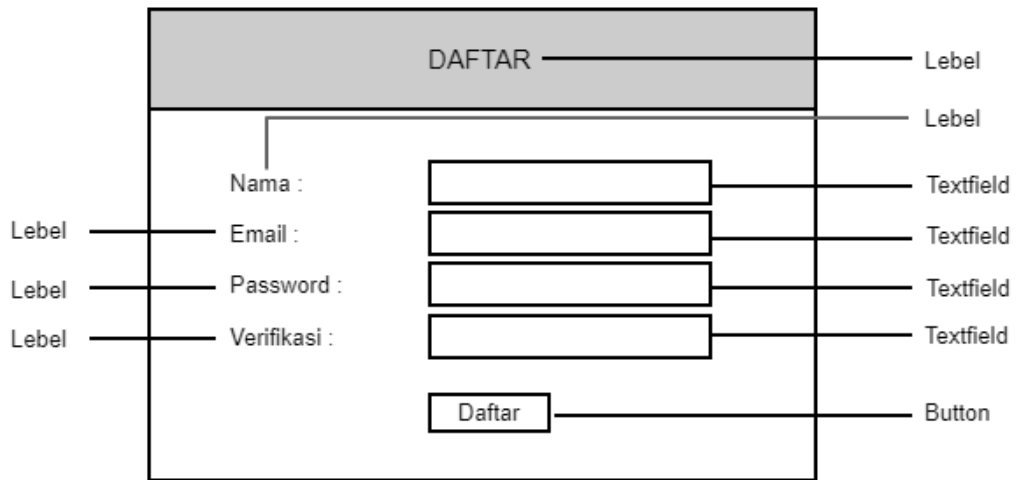 DAFTAR
Lebel
Lebel
Nama :
Textfield
Lebel
Email :
Textfield
Lebel
Password :
Textfield
Lebel
Verifikasi :
Textfield
Daftar
Button